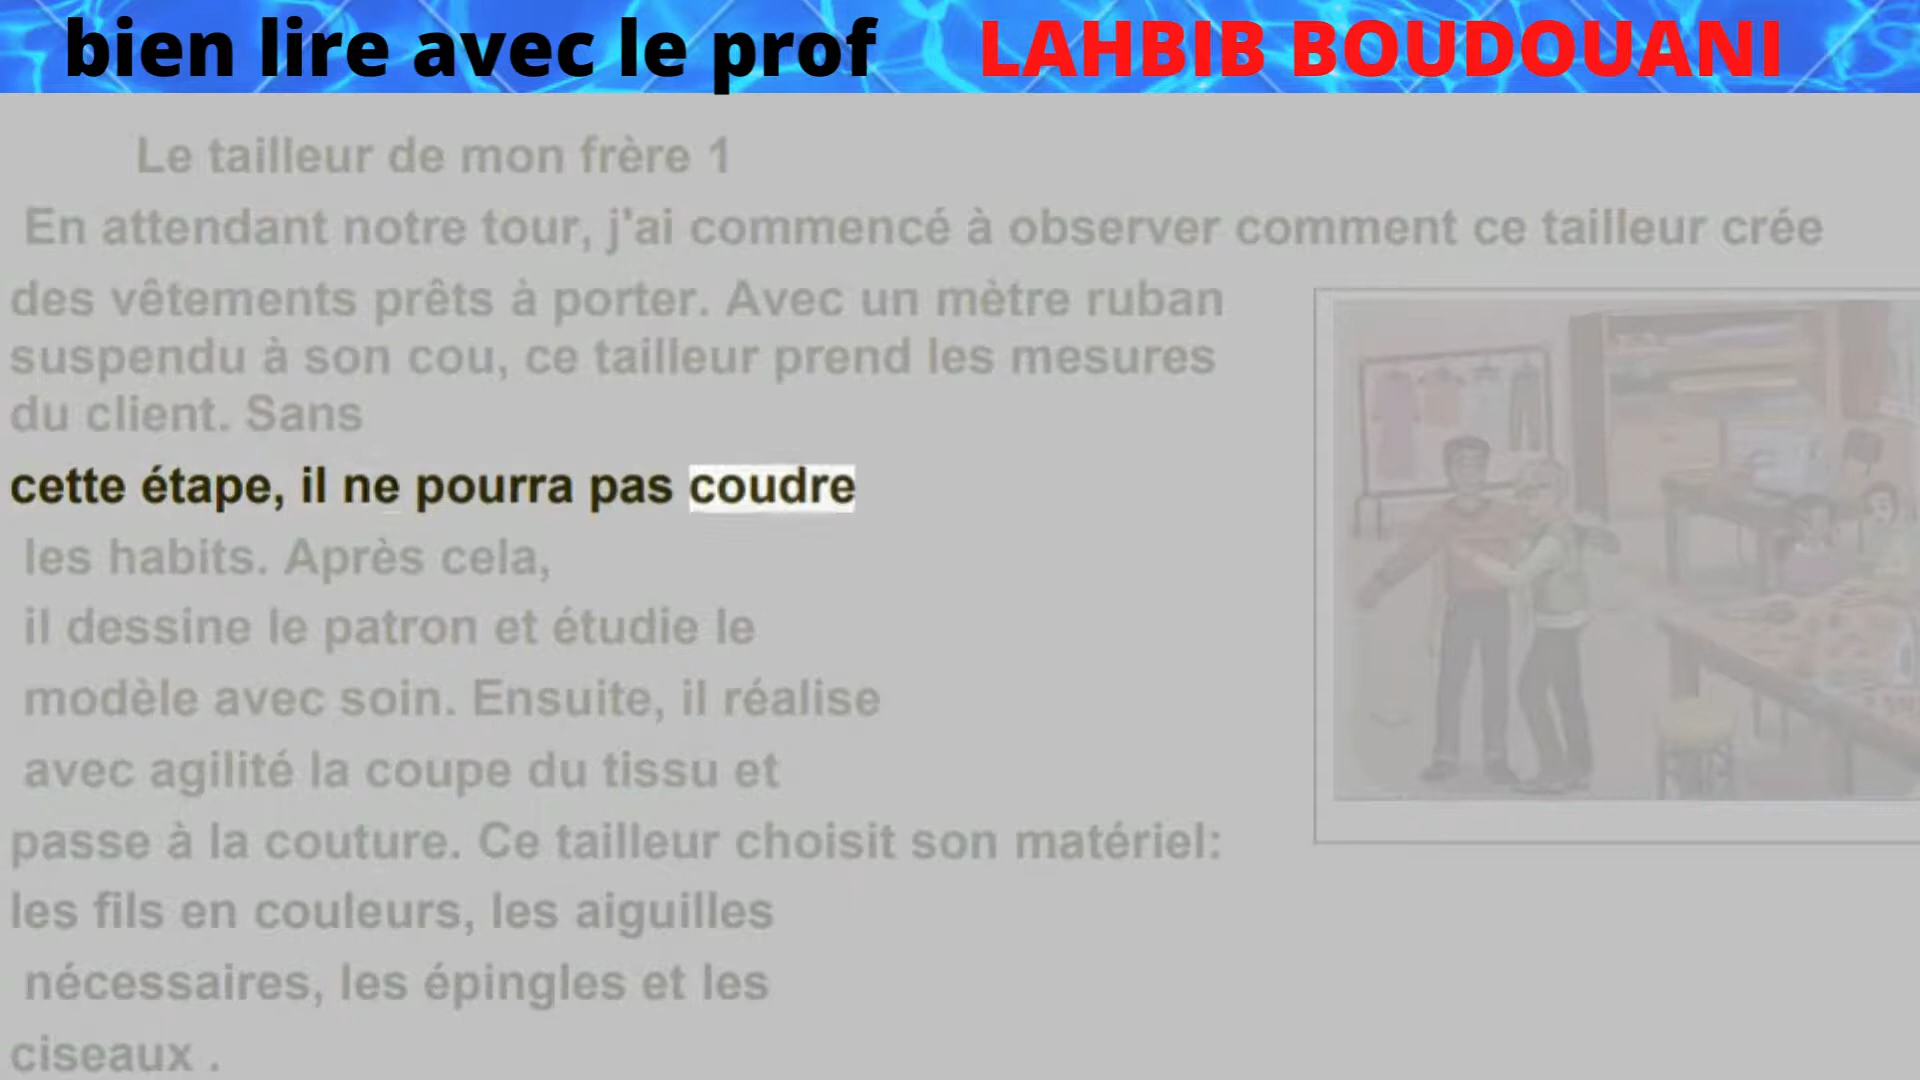 bien lire avec le prof LAHBIB BOUDOUANI
Le tailleur de mon frère 1
En attendant notre tour, j'ai commencé à observer comment ce tailleur crée
des vêtements prêts à porter. Avec un mètre ruban
suspendu à son cou, ce tailleur prend les mesures
du client. Sans
cette étape, il ne pourra pas coudre
les habits. Après cela,
il dessine le patron et étudie le
modèle avec soin. Ensuite, il réalise
avec agilité la coupe du tissu et
passe à la couture. Ce tailleur choisit son matériel:
les fils en couleurs, les aiguilles
nécessaires, les épingles et les
ciseaux .